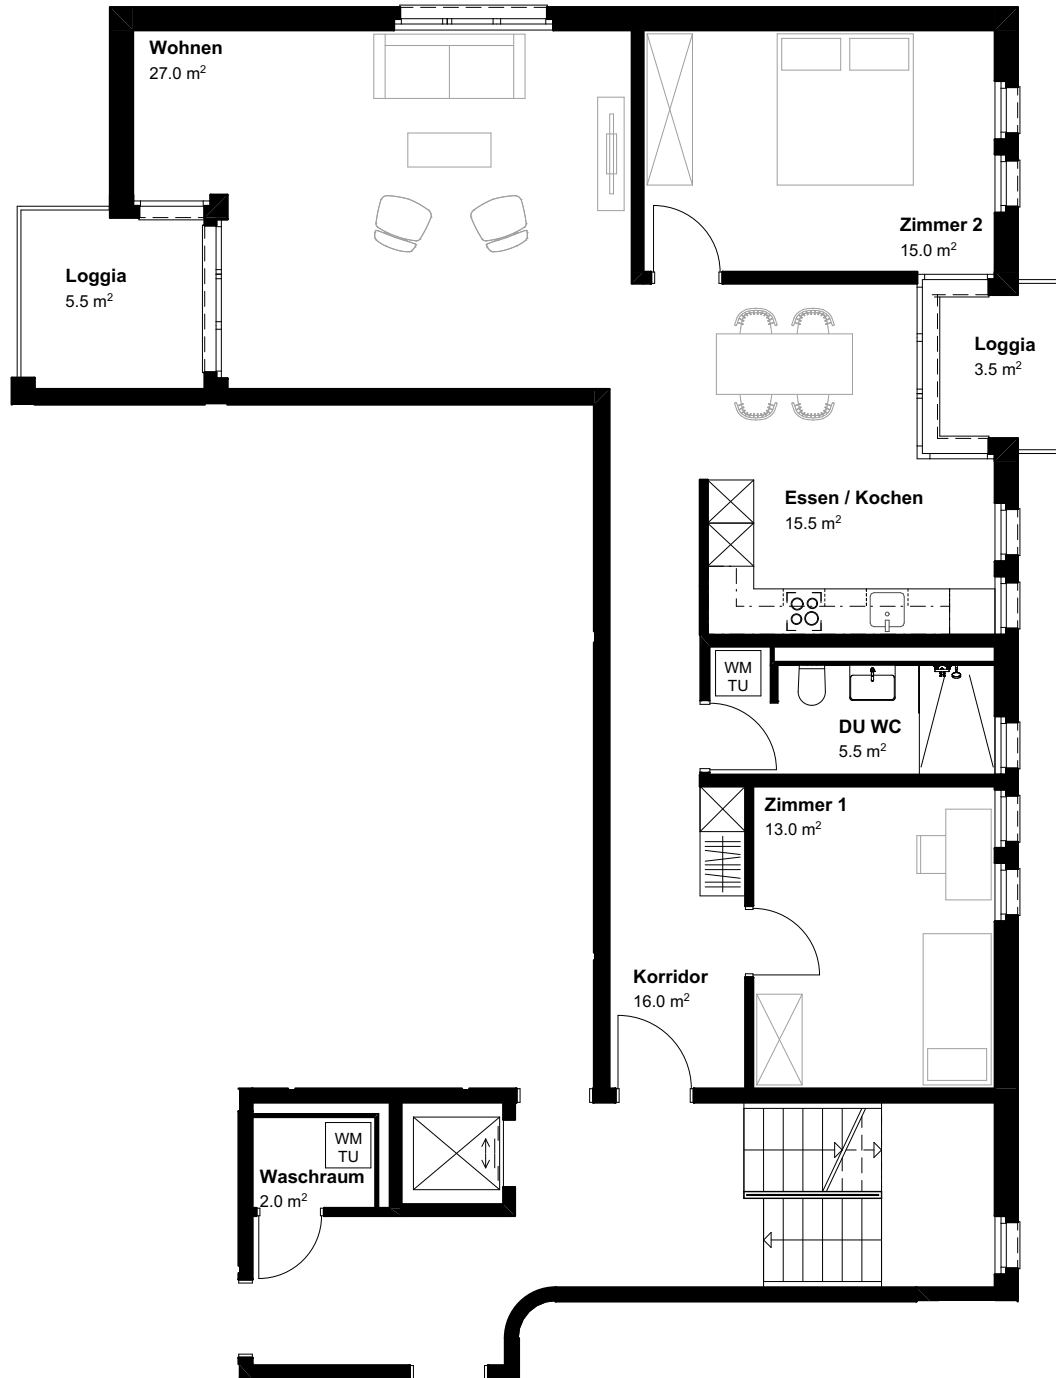 Wohnen
27.0 m²
Zimmer 2
15.0 m²
Loggia
5.5 m²
Loggia
3.5 m²
Essen / Kochen
15.5 m²
WM
TU
DU WC
5.5 m²
Zimmer 1
13.0 m²
Korridor
16.0 m²
WM
TU
Waschraum
2.0 m²